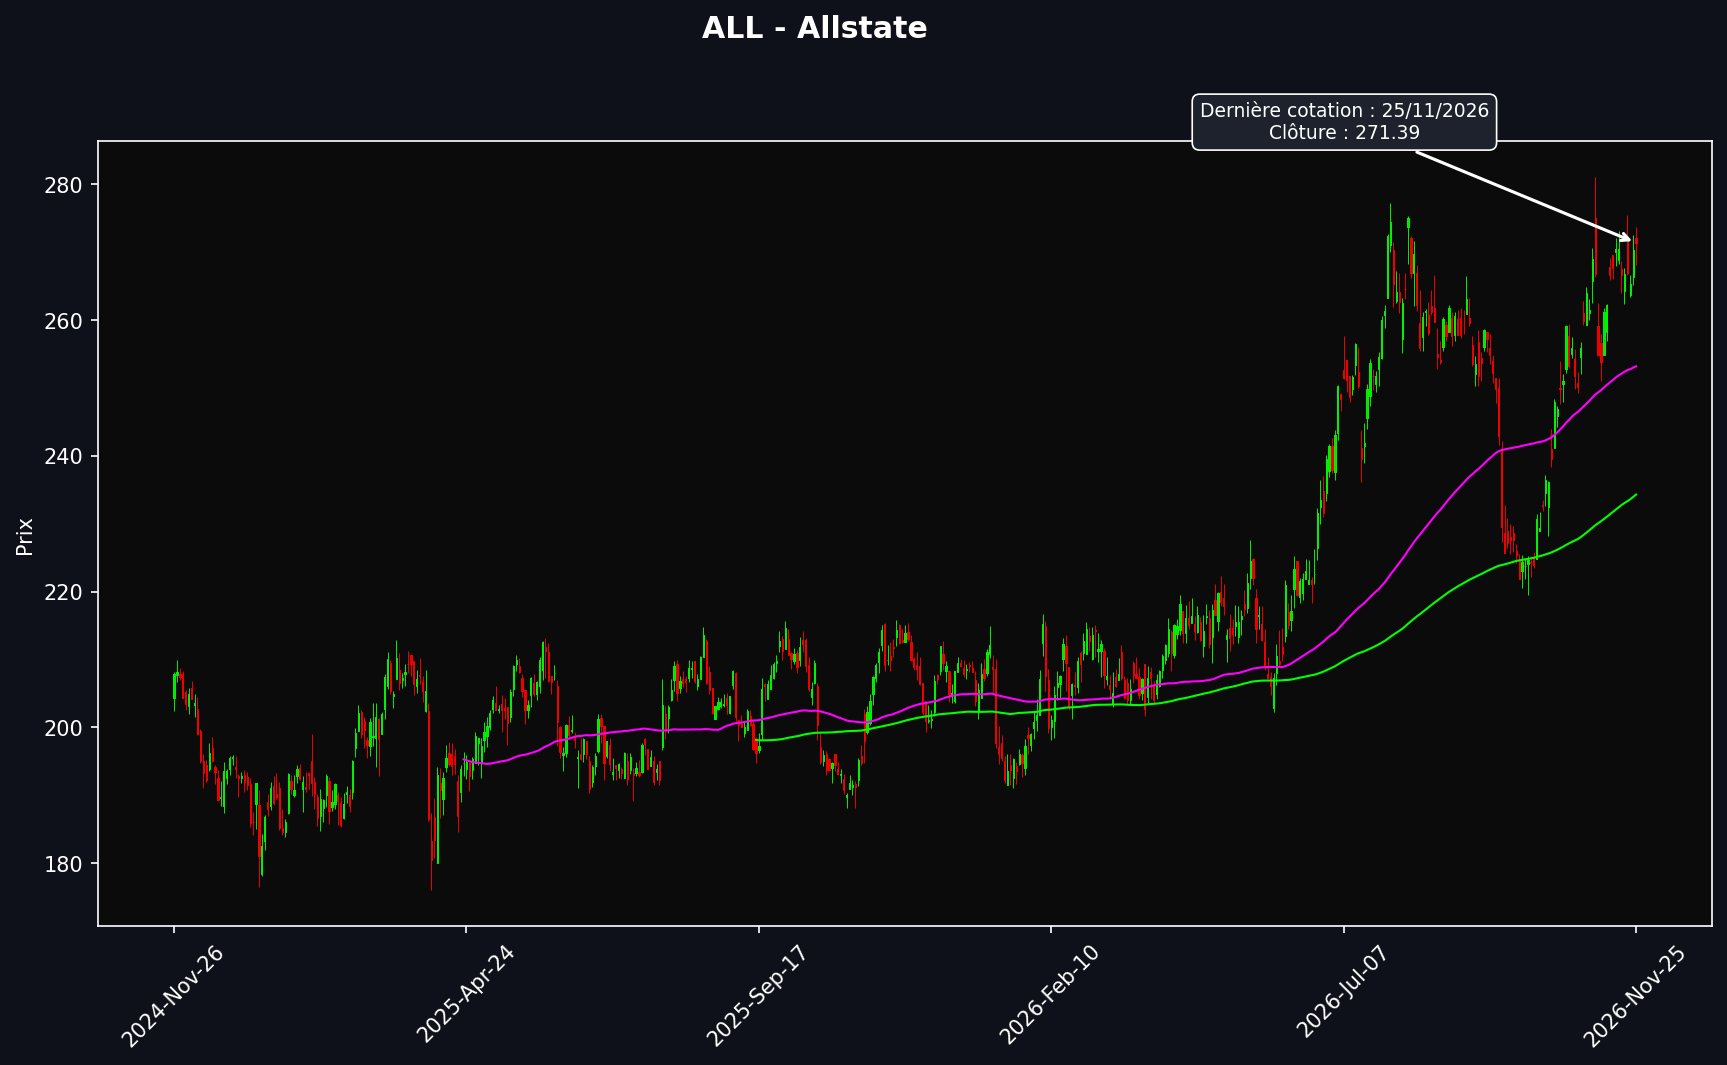 ALL - Allstate
Dernière cotation : 25/11/2026
Clôture : 271.39
280
260
240
220
200
180
Prix
2024-Nov-26
2025-Apr-24
2025-Sep-17
2026-Feb-10
2026-Jul-07
2026-Nov-25